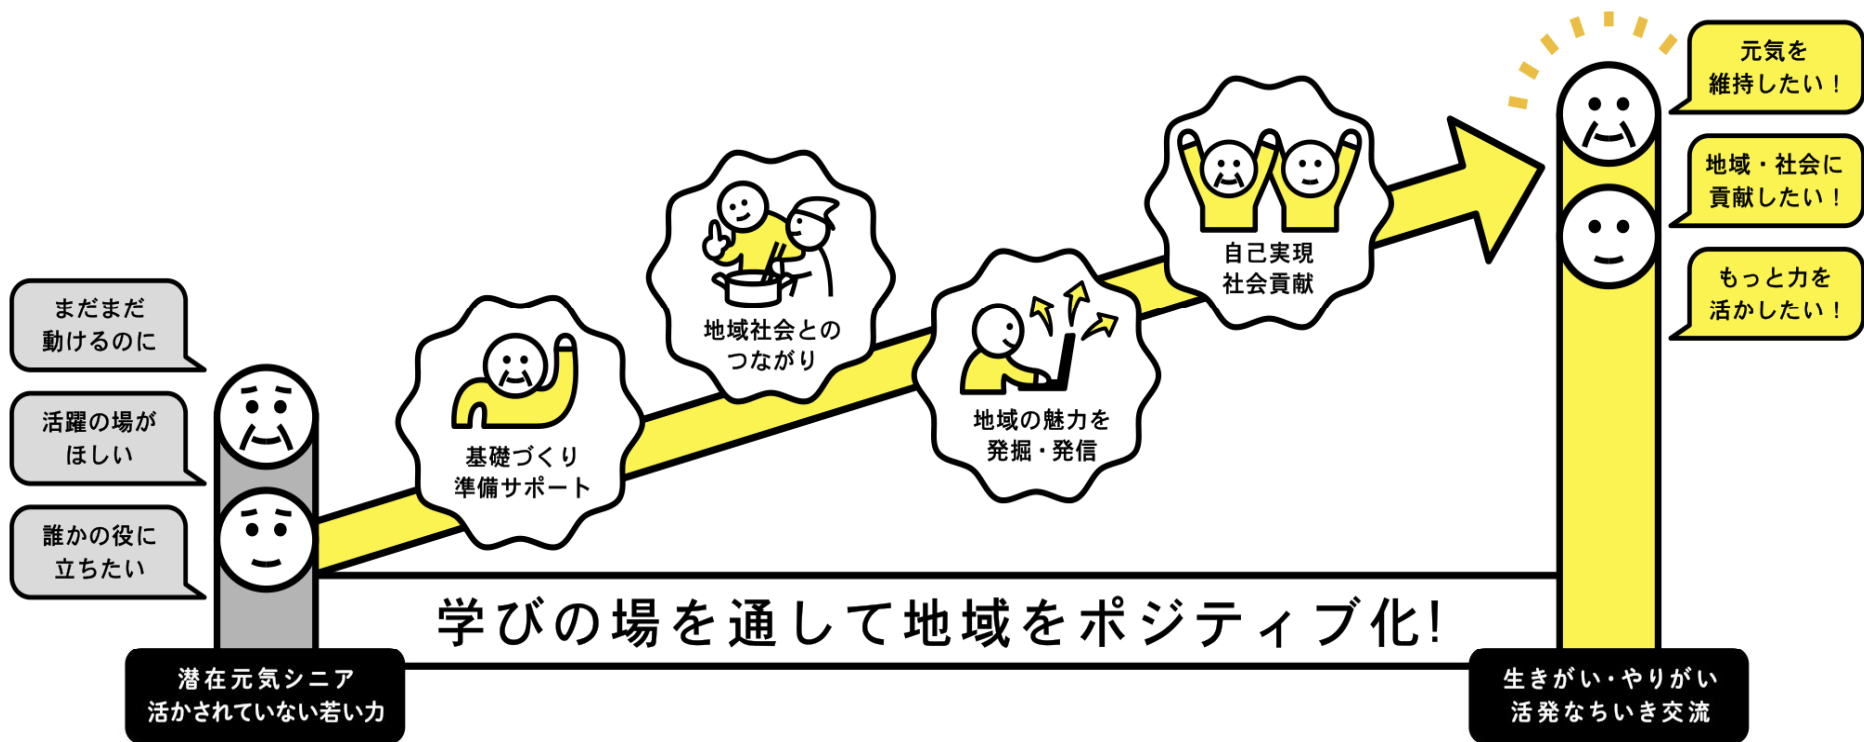 まだまだ
動けるのに
活躍の場が
ほしい
誰かの役に
立ちたい
潜在元気シニア
活かされていない若い力
基礎づくり
準備サポート
地域社会との
つながり
地域の魅力を
発掘・発信
自己実現
社会貢献
学びの場を通して地域をポジティブ化!
元気を
維持したい！
地域・社会に
貢献したい！
もっと力を
活かしたい！
生きがい・やりがい
活発なちいき交流